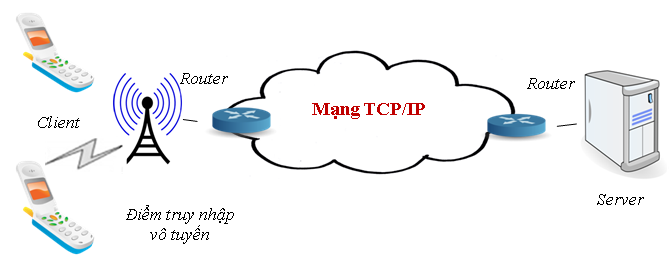 Router
Router
Mạng TCP/IP
Client
Server
Điểm truy nhập
vô tuyến